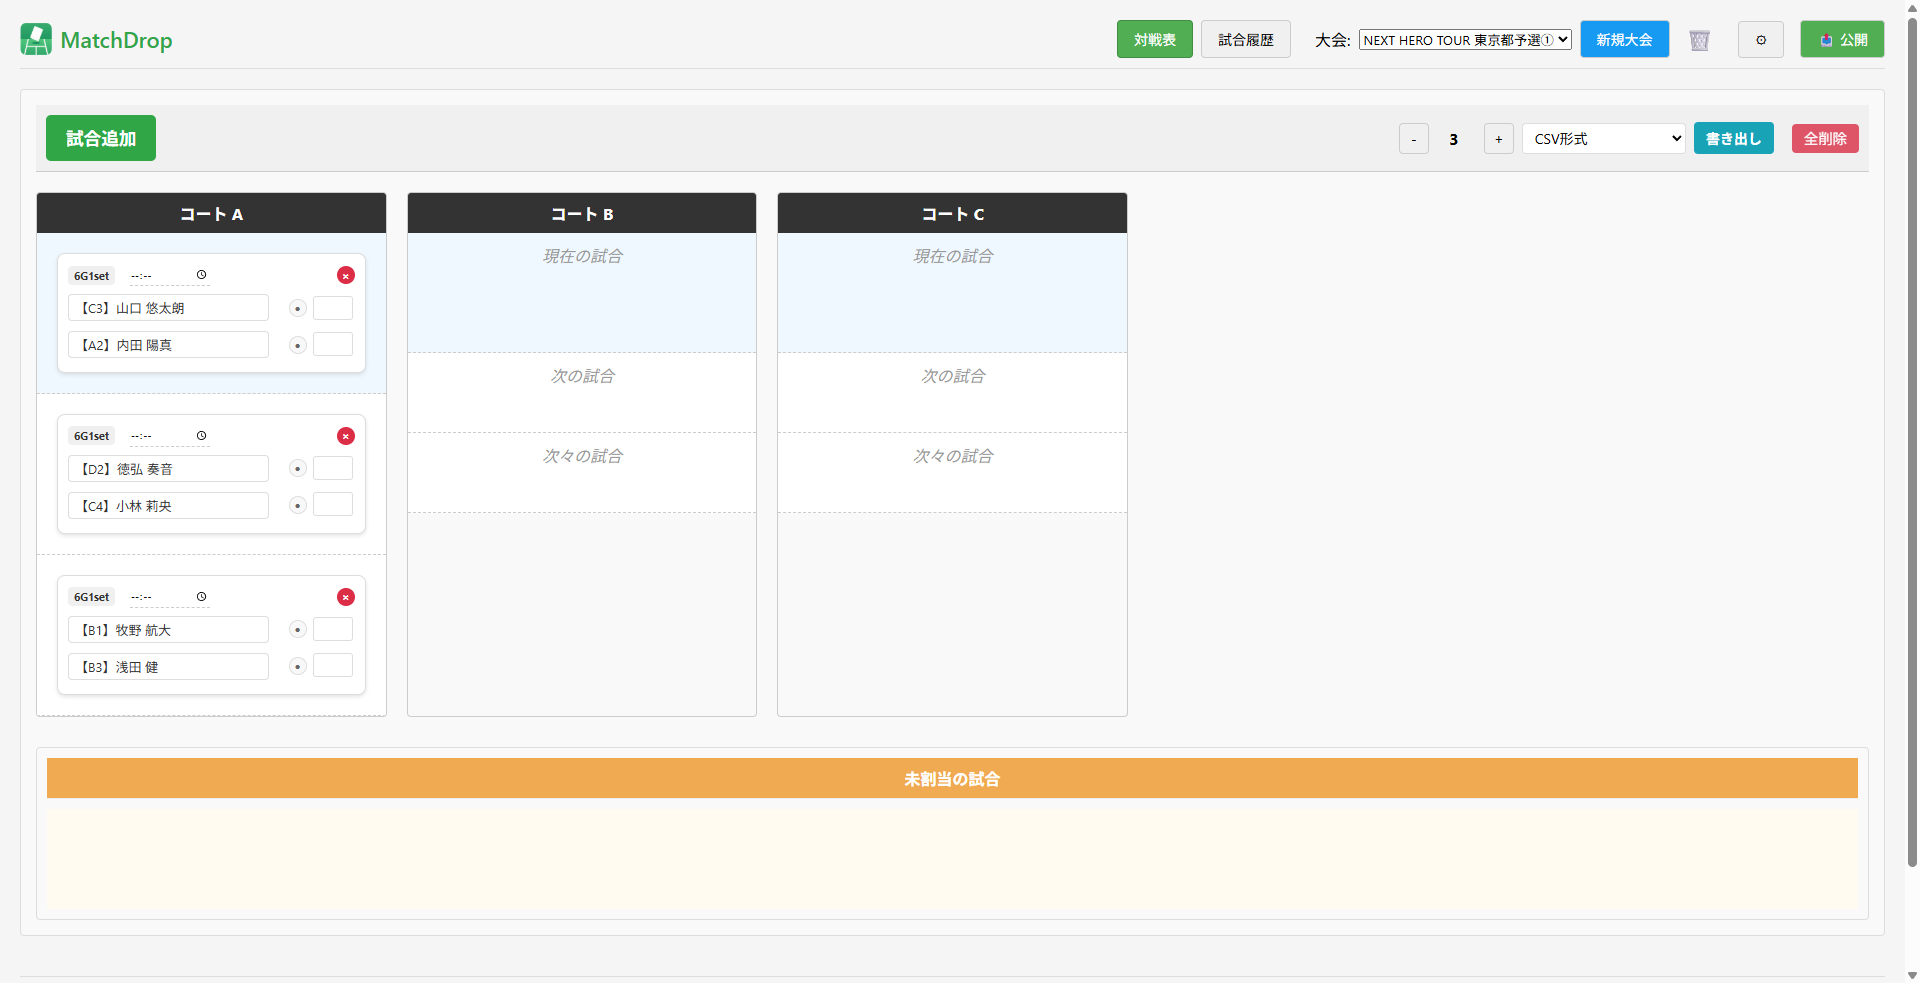 MatchDrop
対戦表
試合履歴
大会:
NEXT HERO TOUR 東京都予選①
新規大会
公開
試合追加
-
3
+
CSV形式
書き出し
全削除
コート A
6G1set
--:--
【C3】山口 悠太朗
【A2】内田 陽真
6G1set
--:--
【D2】徳弘 奏音
【C4】小林 莉央
6G1set
--:--
【B1】牧野 航大
【B3】浅田 健
コート B
現在の試合
次の試合
次々の試合
コート C
現在の試合
次の試合
次々の試合
未割当の試合